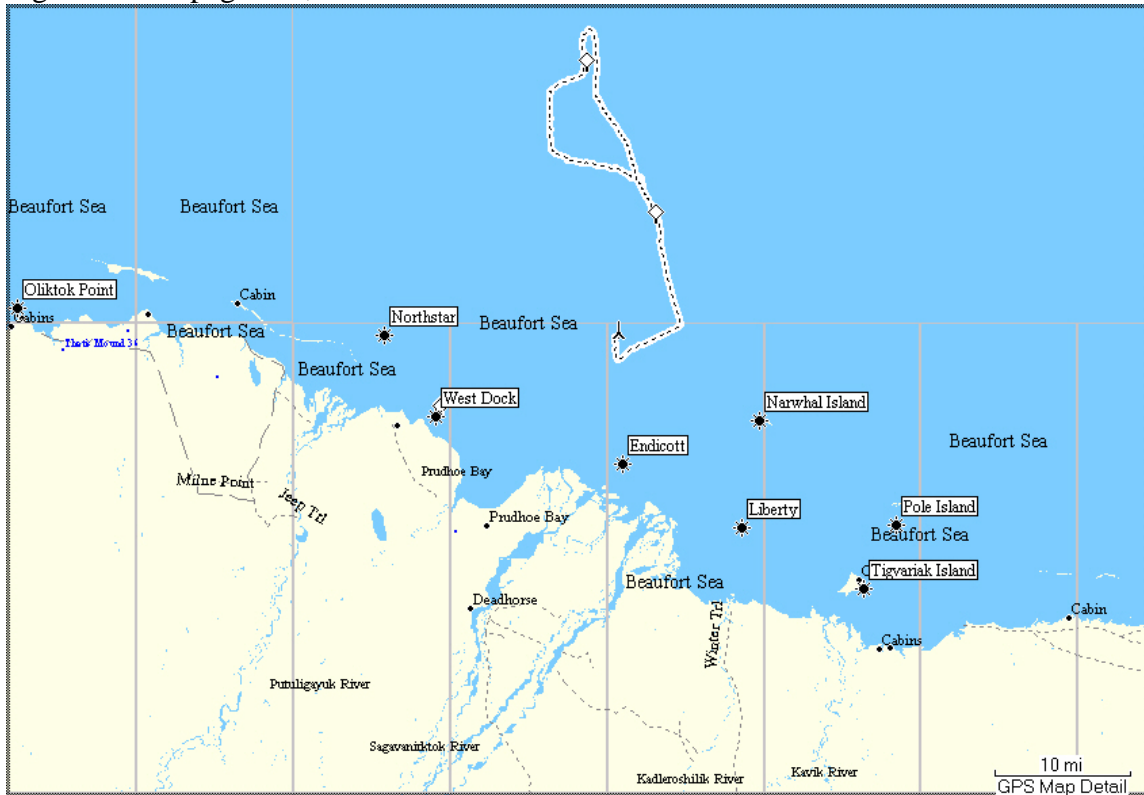 Beaufort Sea
Beaufort Sea
Oliktok Point
Cabin
Cabins
Northstar
Beaufort Sea
Beaufort Sea
Beaufort Sea
West Dock
Narwhal Island
Endicott
Beaufort Sea
Milne Point
Jeep Trl
Prudhoe Bay
Prudhoe Bay
Liberty
Pole Island
Beaufort Sea
Beaufort Sea
Tigvariak Island
Deadhorse
Winter Trl
Cabin
Cabins
Putuligayuk River
Sagavanirktok River
Kadleroshilik River
Kavik River
10 mi
GPS Map Detail